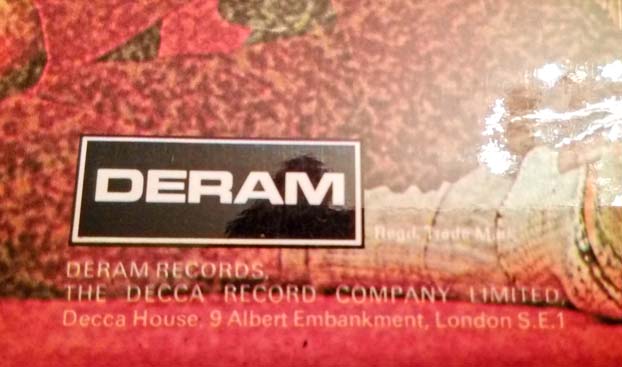 DERAM
Regd. Trade Mark
DERAM RECORDS,
THE DECCA RECORD COMPANY LIMITED,
Decca House, 9 Albert Embankment, London S.E.1